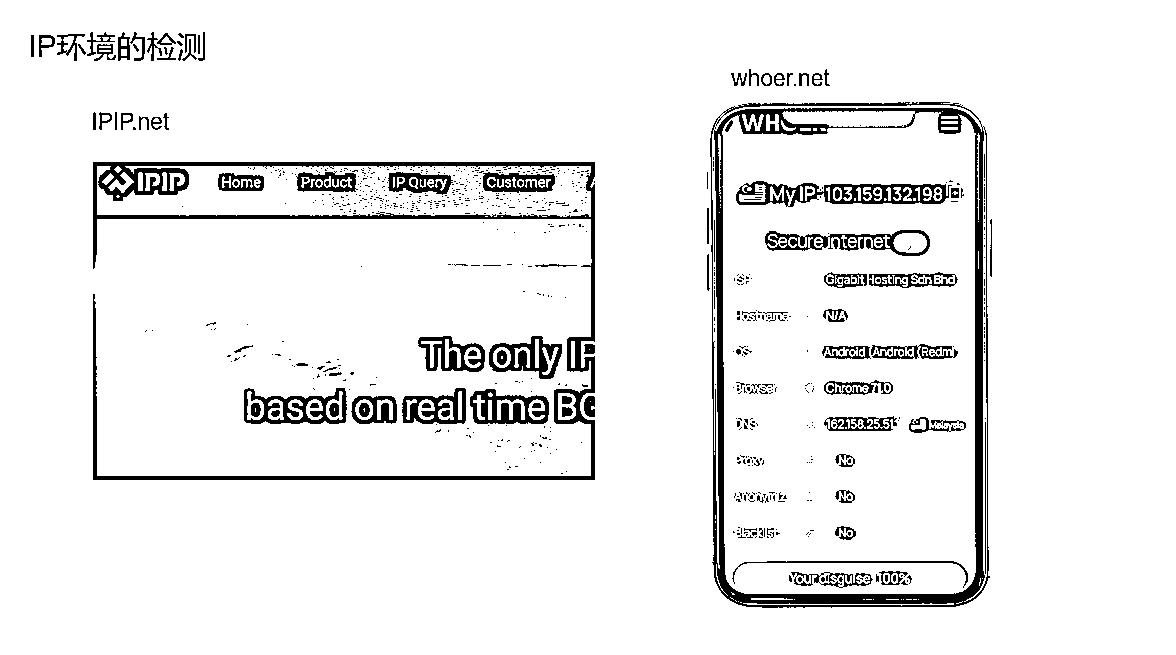 IP环境的检测
whoer.net
IPIP.net
IPIP Home Product IP Query Customer
The only IP
based on real time BG
My IP: 103.159.132.198
Secure internet
Gigabit Hosting Sdn Bhd
Hostname N/A
OS Android (Android (Redmi
Browser Chrome 71.0
DNS 162.158.25.51 Malaysia
Proxy No
No
Blacklist No
Your disguise: 100%